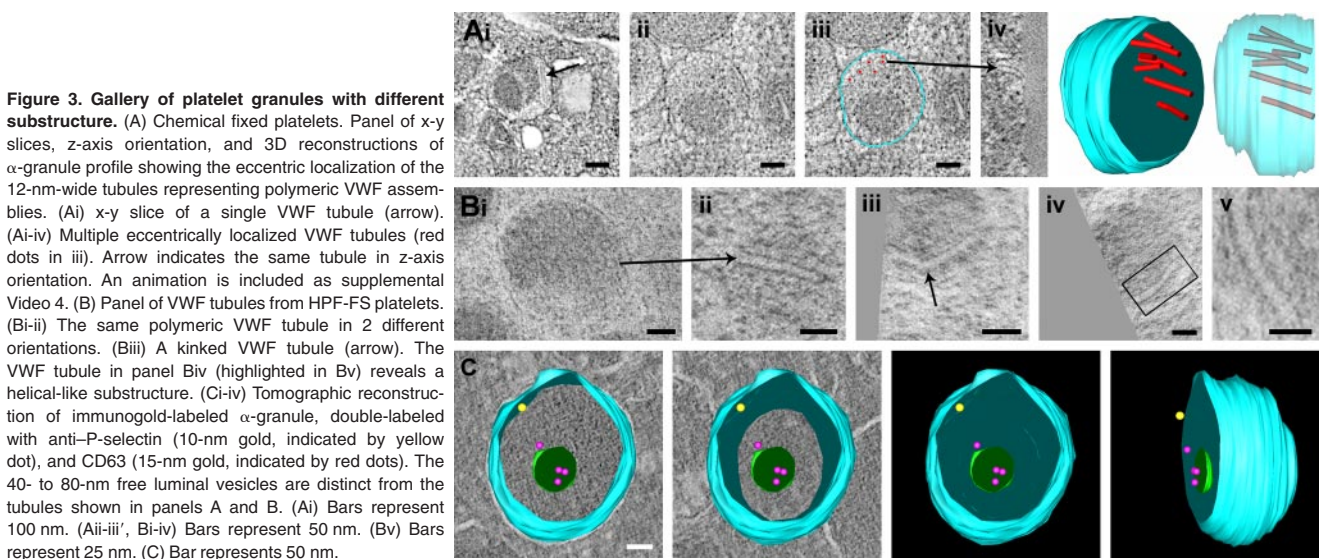 Figure 3. Gallery of platelet granules with different
substructure. (A) Chemical fixed platelets. Panel of x-y
slices, z-axis orientation, and 3D reconstructions of
α-granule profile showing the eccentric localization of the
12-nm-wide tubules representing polymeric VWF assem-
blies. (Ai) x-y slice of a single VWF tubule (arrow).
(Ai-iv) Multiple eccentrically localized VWF tubules (red
dots in iii). Arrow indicates the same tubule in z-axis
orientation. An animation is included as supplemental
Video 4. (B) Panel of VWF tubules from HPF-FS platelets.
(Bi-ii) The same polymeric VWF tubule in 2 different
orientations. (Biii) A kinked VWF tubule (arrow). The
VWF tubule in panel Biv (highlighted in Bv) reveals a
helical-like substructure. (Ci-iv) Tomographic reconstruc-
tion of immunogold-labeled α-granule, double-labeled
with anti–P-selectin (10-nm gold, indicated by yellow
dot), and CD63 (15-nm gold, indicated by red dots). The
40- to 80-nm free luminal vesicles are distinct from the
tubules shown in panels A and B. (Ai) Bars represent
100 nm. (Aii-iii′, Bi-iv) Bars represent 50 nm. (Bv) Bars
represent 25 nm. (C) Bar represents 50 nm.
Ai ii iii iv
Bi ii iii iv v
C